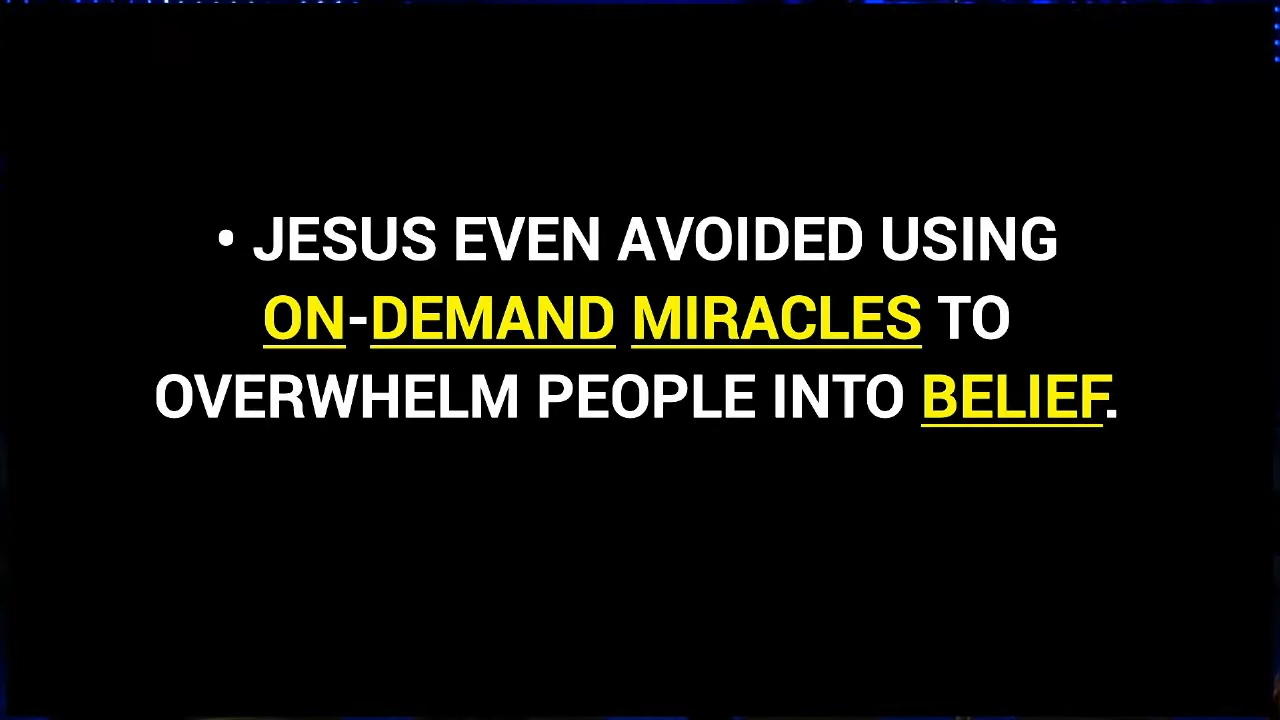 • JESUS EVEN AVOIDED USING
ON-DEMAND MIRACLES TO
OVERWHELM PEOPLE INTO BELIEF.